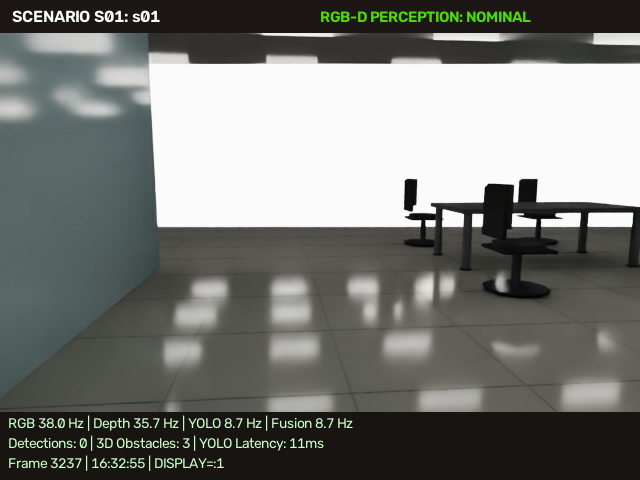 SCENARIO S01: s01
RGB-D PERCEPTION: NOMINAL
RGB 38.0 Hz | Depth 35.7 Hz | YOLO 8.7 Hz | Fusion 8.7 Hz
Detections: 0 | 3D Obstacles: 3 | YOLO Latency: 11ms
Frame 3237 | 16:32:55 | DISPLAY=:1